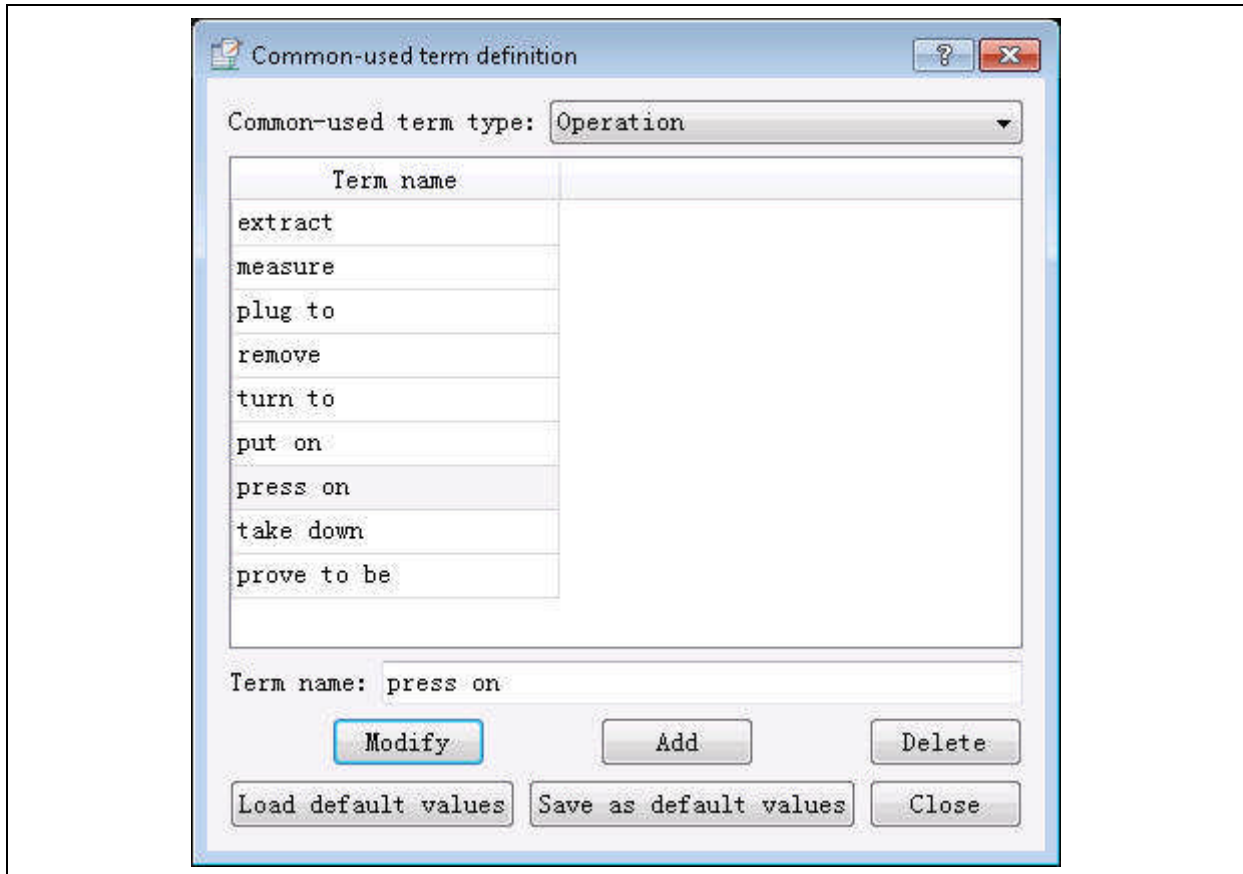 Common-used term definition
Common-used term type: Operation
Term name
extract
measure
plug to
remove
turn to
put on
press on
take down
prove to be
Term name: press on
Modify Add Delete
Load default values Save as default values Close